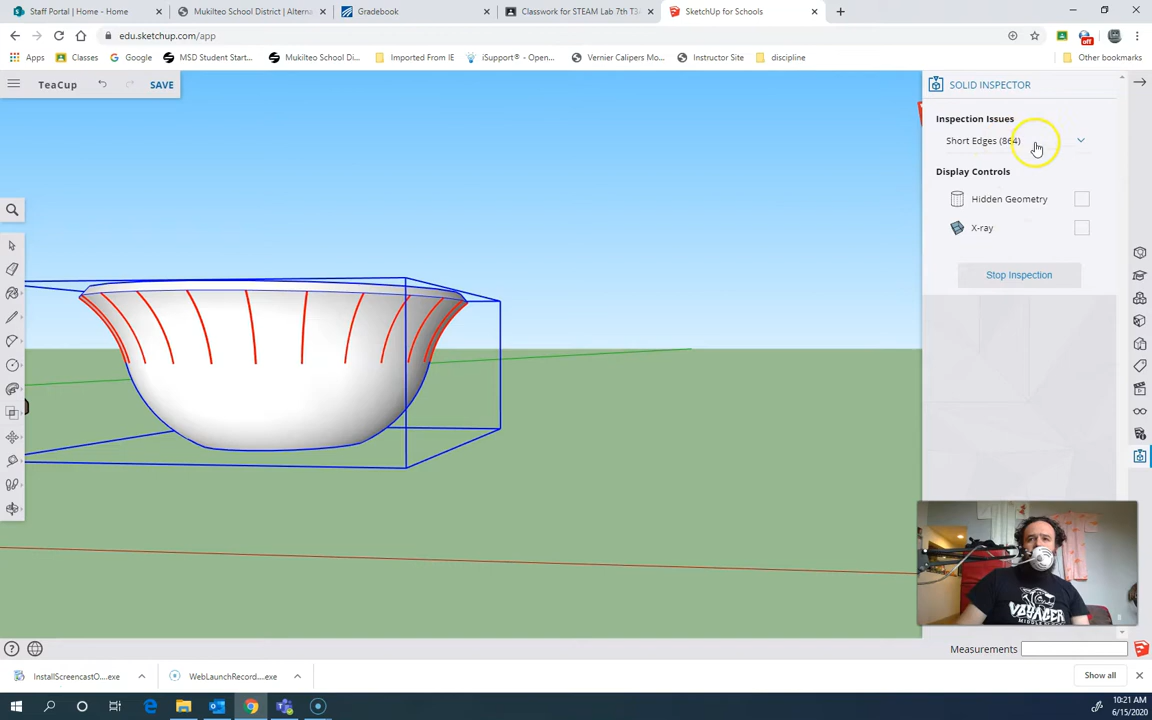 Staff Portal | Home - Home
Mukilteo School District | Alterna
Gradebook
Classwork for STEAM Lab 7th T3/
SketchUp for Schools
edu.sketchup.com/app
off
Apps
Classes
Google
MSD Student Start...
Mukilteo School Di...
Imported From IE
iSupport® - Open...
Vernier Calipers Mo...
Instructor Site
discipline
Other bookmarks
TeaCup
SAVE
SOLID INSPECTOR
Inspection Issues
Short Edges (864)
Display Controls
Hidden Geometry
X-ray
Stop Inspection
VOYAGER
Measurements
InstallScreencastO....exe
WebLaunchRecord....exe
Show all
10:21 AM
6/15/2020